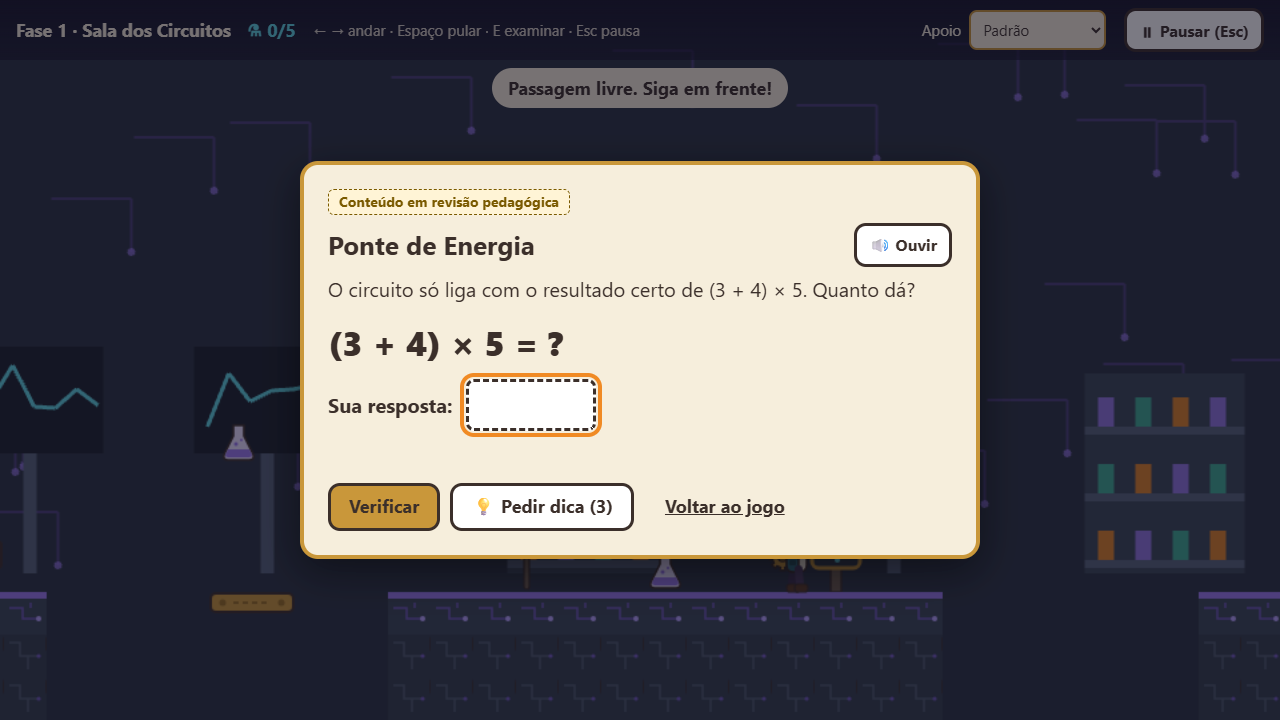 Fase 1 · Sala dos Circuitos 0/5 ← → andar · Espaço pular · E examinar · Esc pausa Apoio Padrão Pausar (Esc)
Passagem livre. Siga em frente!
Conteúdo em revisão pedagógica
Ponte de Energia
Ouvir
O circuito só liga com o resultado certo de (3 + 4) × 5. Quanto dá?
(3 + 4) × 5 = ?
Sua resposta:
Verificar Pedir dica (3) Voltar ao jogo